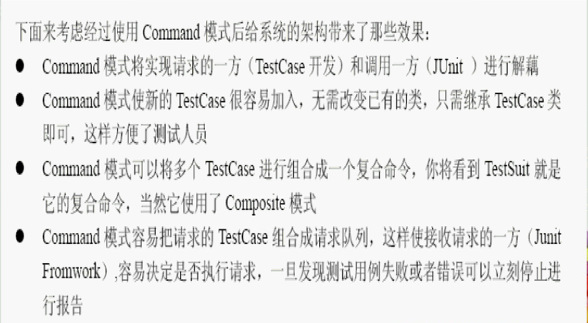 下面来考虑经过使用 Command 模式后给系统的架构带来了那些效果：
● Command 模式将实现请求的一方（TestCase 开发）和调用一方（JUnit ）进行解藕
● Command 模式使新的 TestCase 很容易加入，无需改变已有的类，只需继承 TestCase 类
即可，这样方便了测试人员
● Command 模式可以将多个 TestCase 进行组合成一个复合命令，你将看到 TestSuit 就是
它的复合命令，当然它使用了 Composite 模式
● Command 模式容易把请求的 TestCase 组合成请求队列，这样使接收请求的一方（Junit
Fromwork）,容易决定是否执行请求，一旦发现测试用例失败或者错误可以立刻停止进
行报告